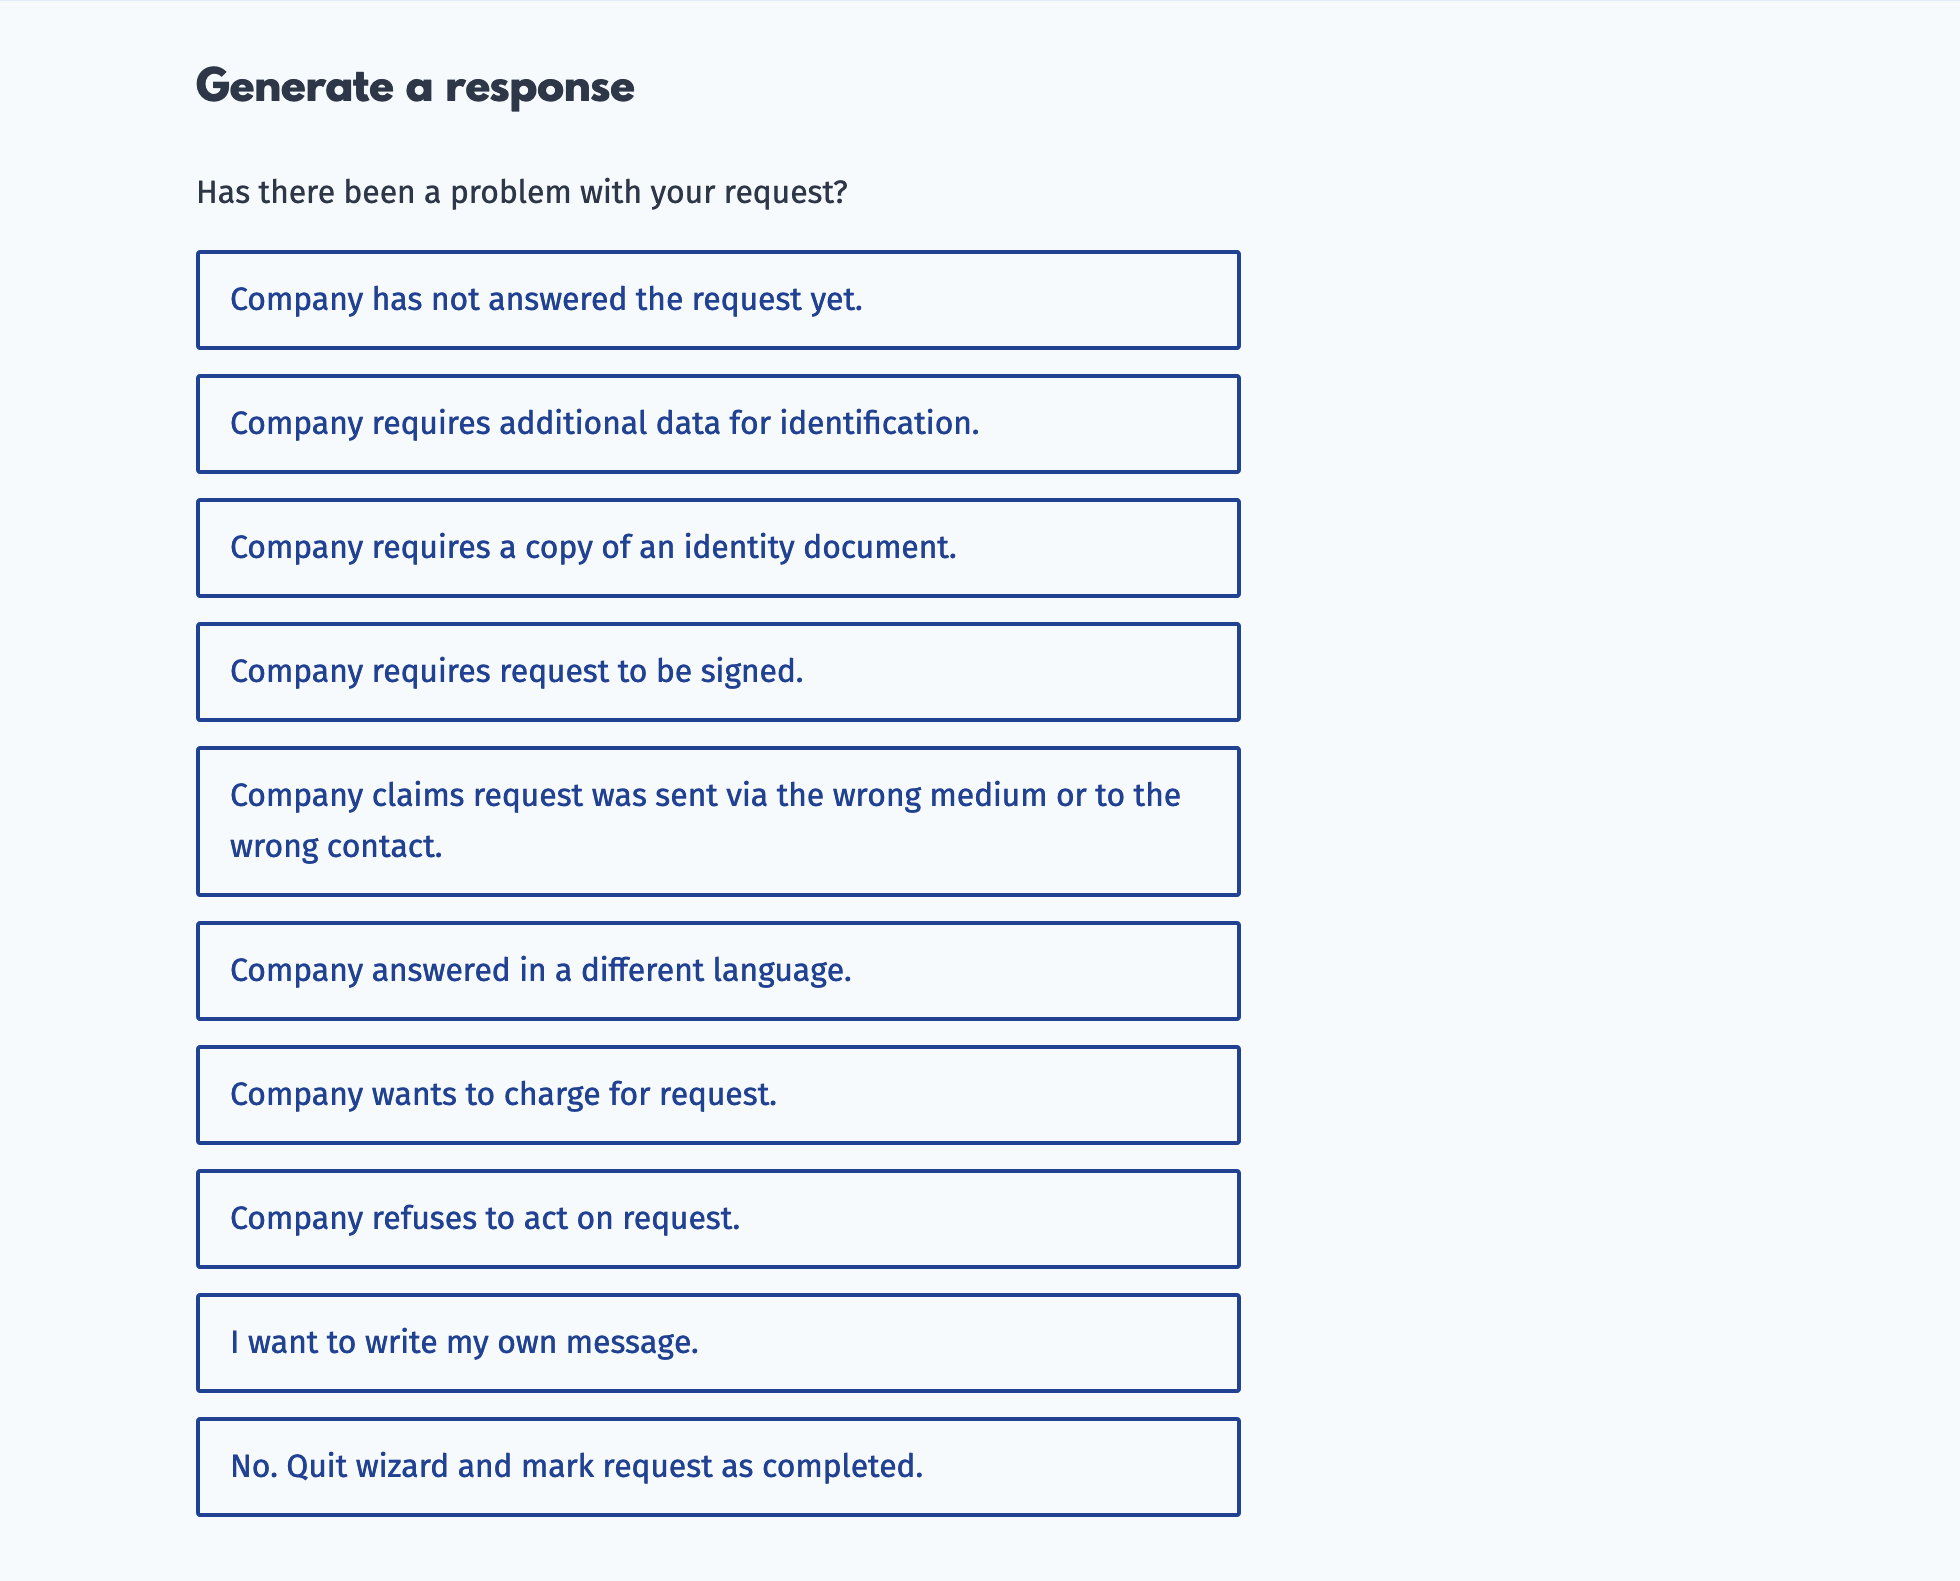 Generate a response
Has there been a problem with your request?
Company has not answered the request yet.
Company requires additional data for identification.
Company requires a copy of an identity document.
Company requires request to be signed.
Company claims request was sent via the wrong medium or to the
wrong contact.
Company answered in a different language.
Company wants to charge for request.
Company refuses to act on request.
I want to write my own message.
No. Quit wizard and mark request as completed.